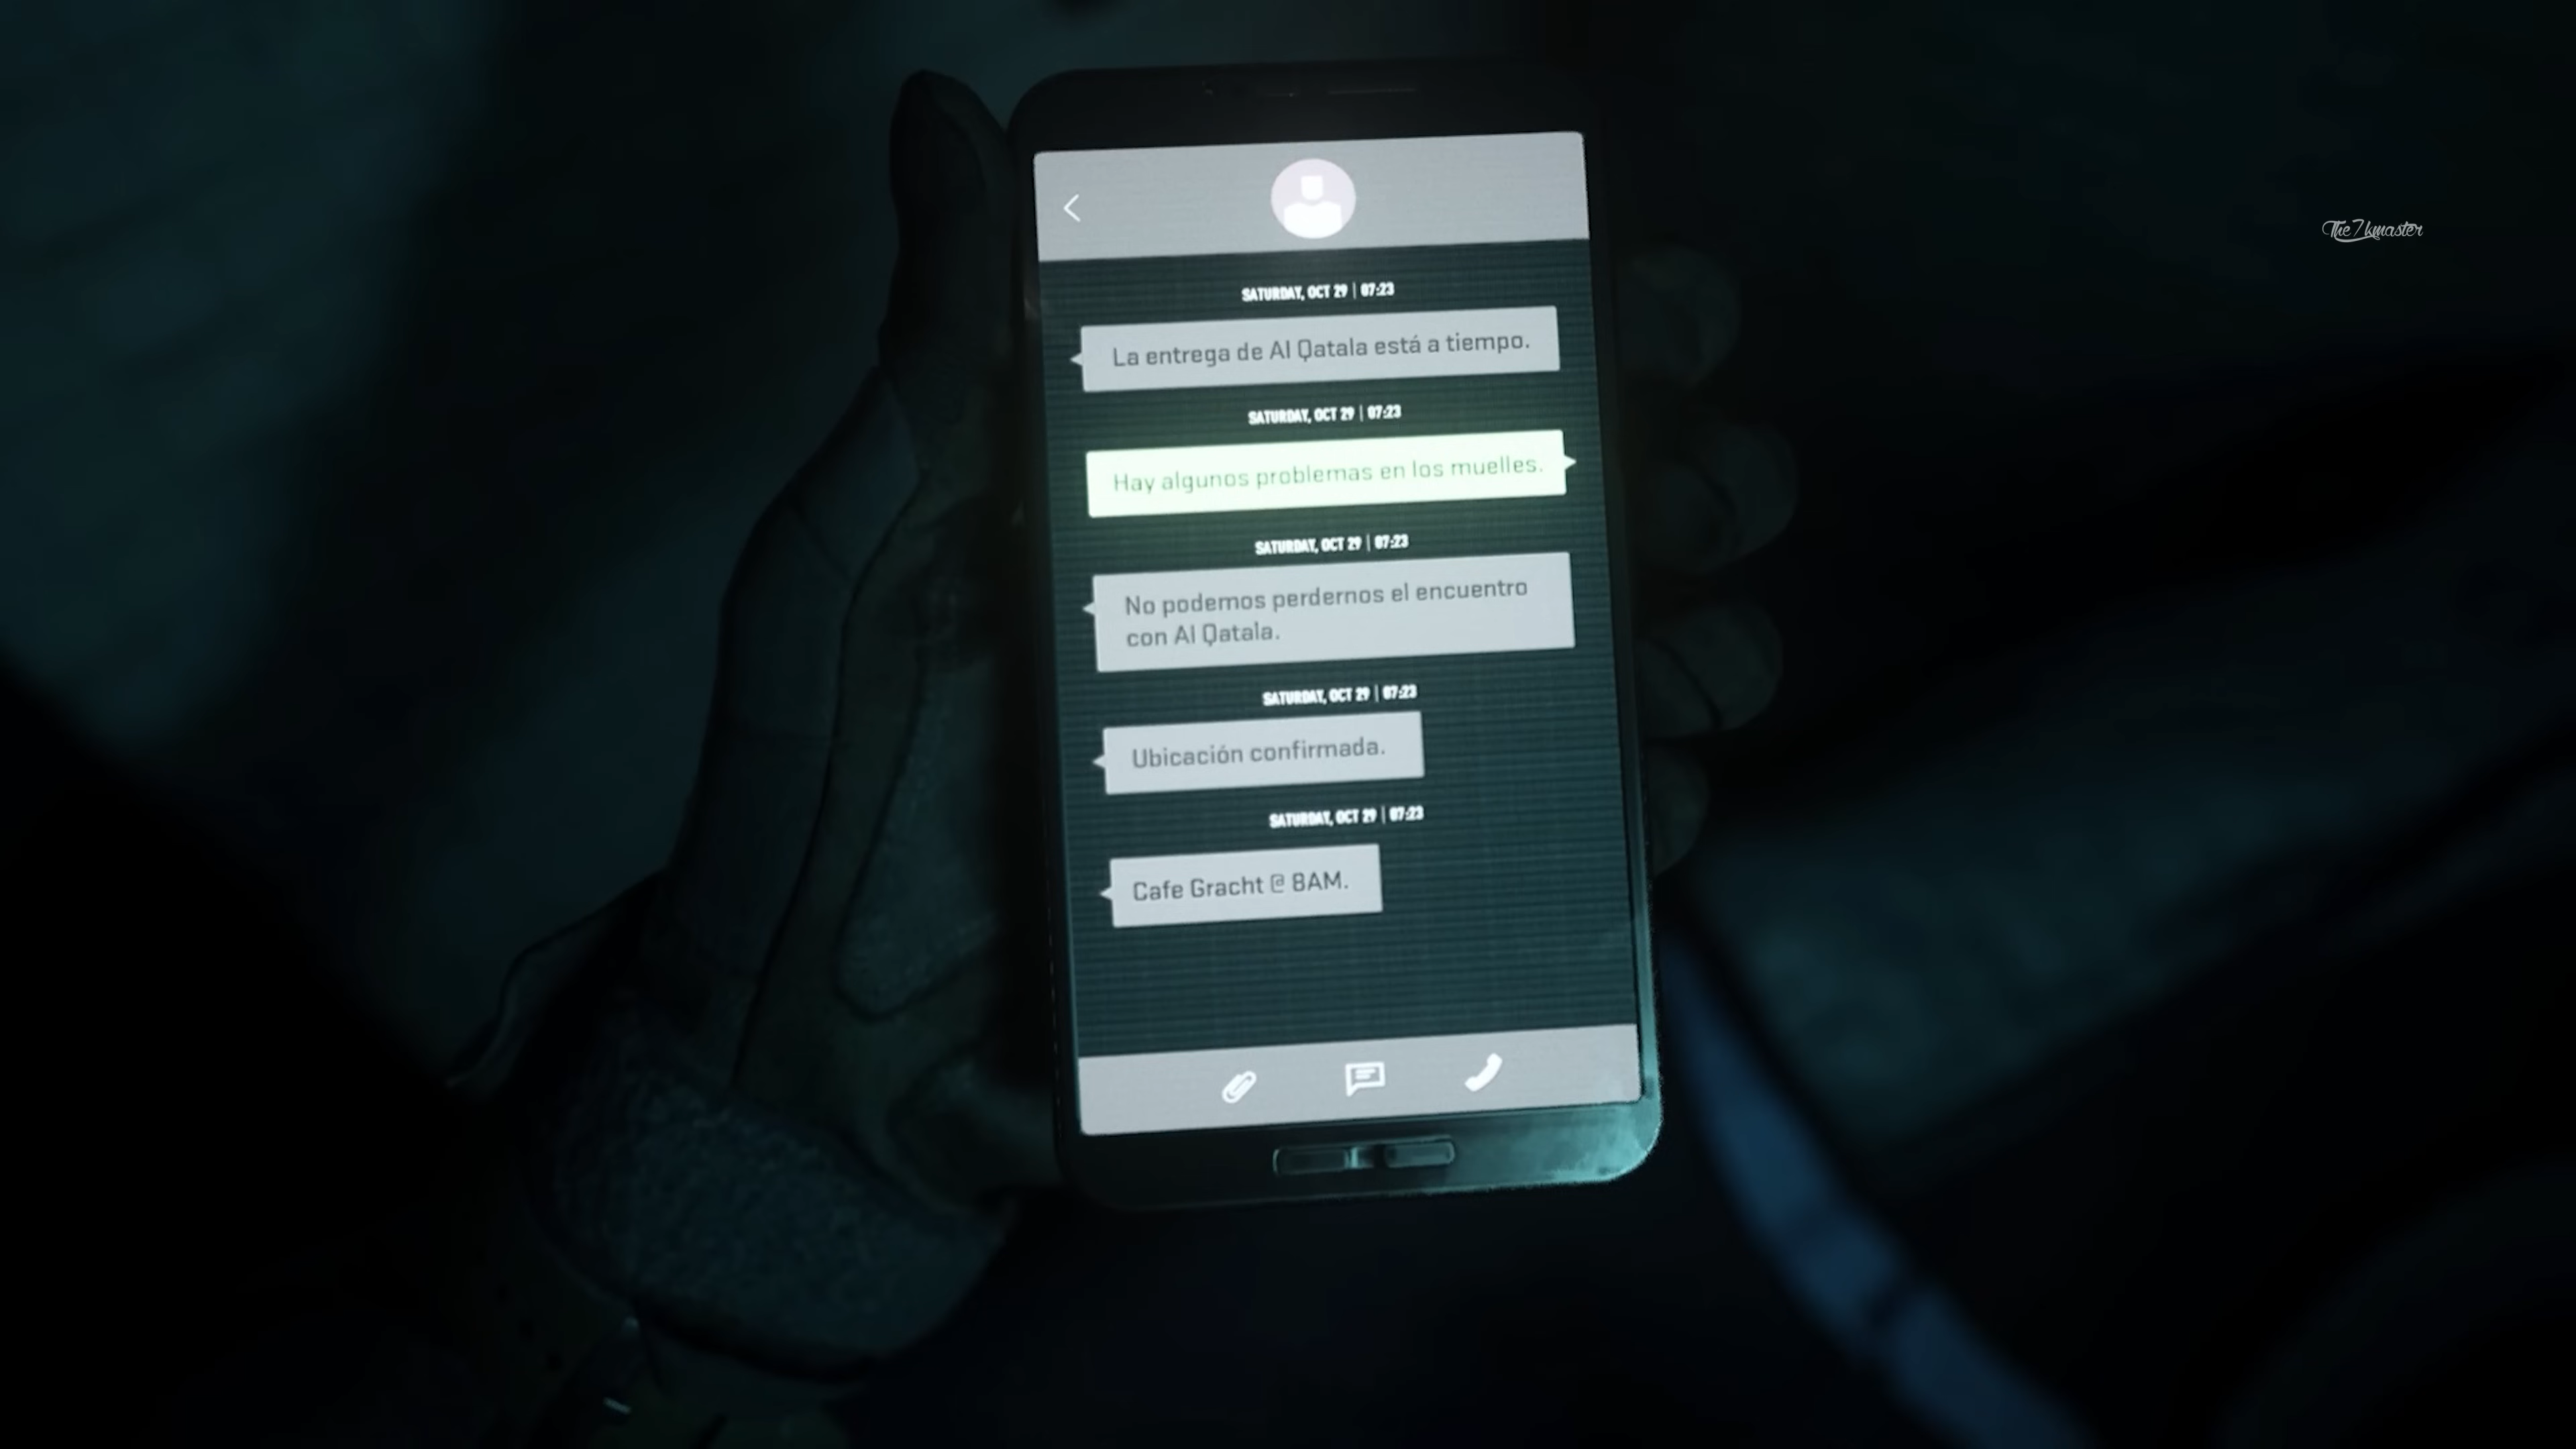 The7kmaster
SATURDAY, OCT 29 | 07:23
La entrega de Al Qatala está a tiempo.
SATURDAY, OCT 29 | 07:23
Hay algunos problemas en los muelles.
SATURDAY, OCT 29 | 07:23
No podemos perdernos el encuentro
con Al Qatala.
SATURDAY, OCT 29 | 07:23
Ubicación confirmada.
SATURDAY, OCT 29 | 07:23
Cafe Gracht @ 8AM.